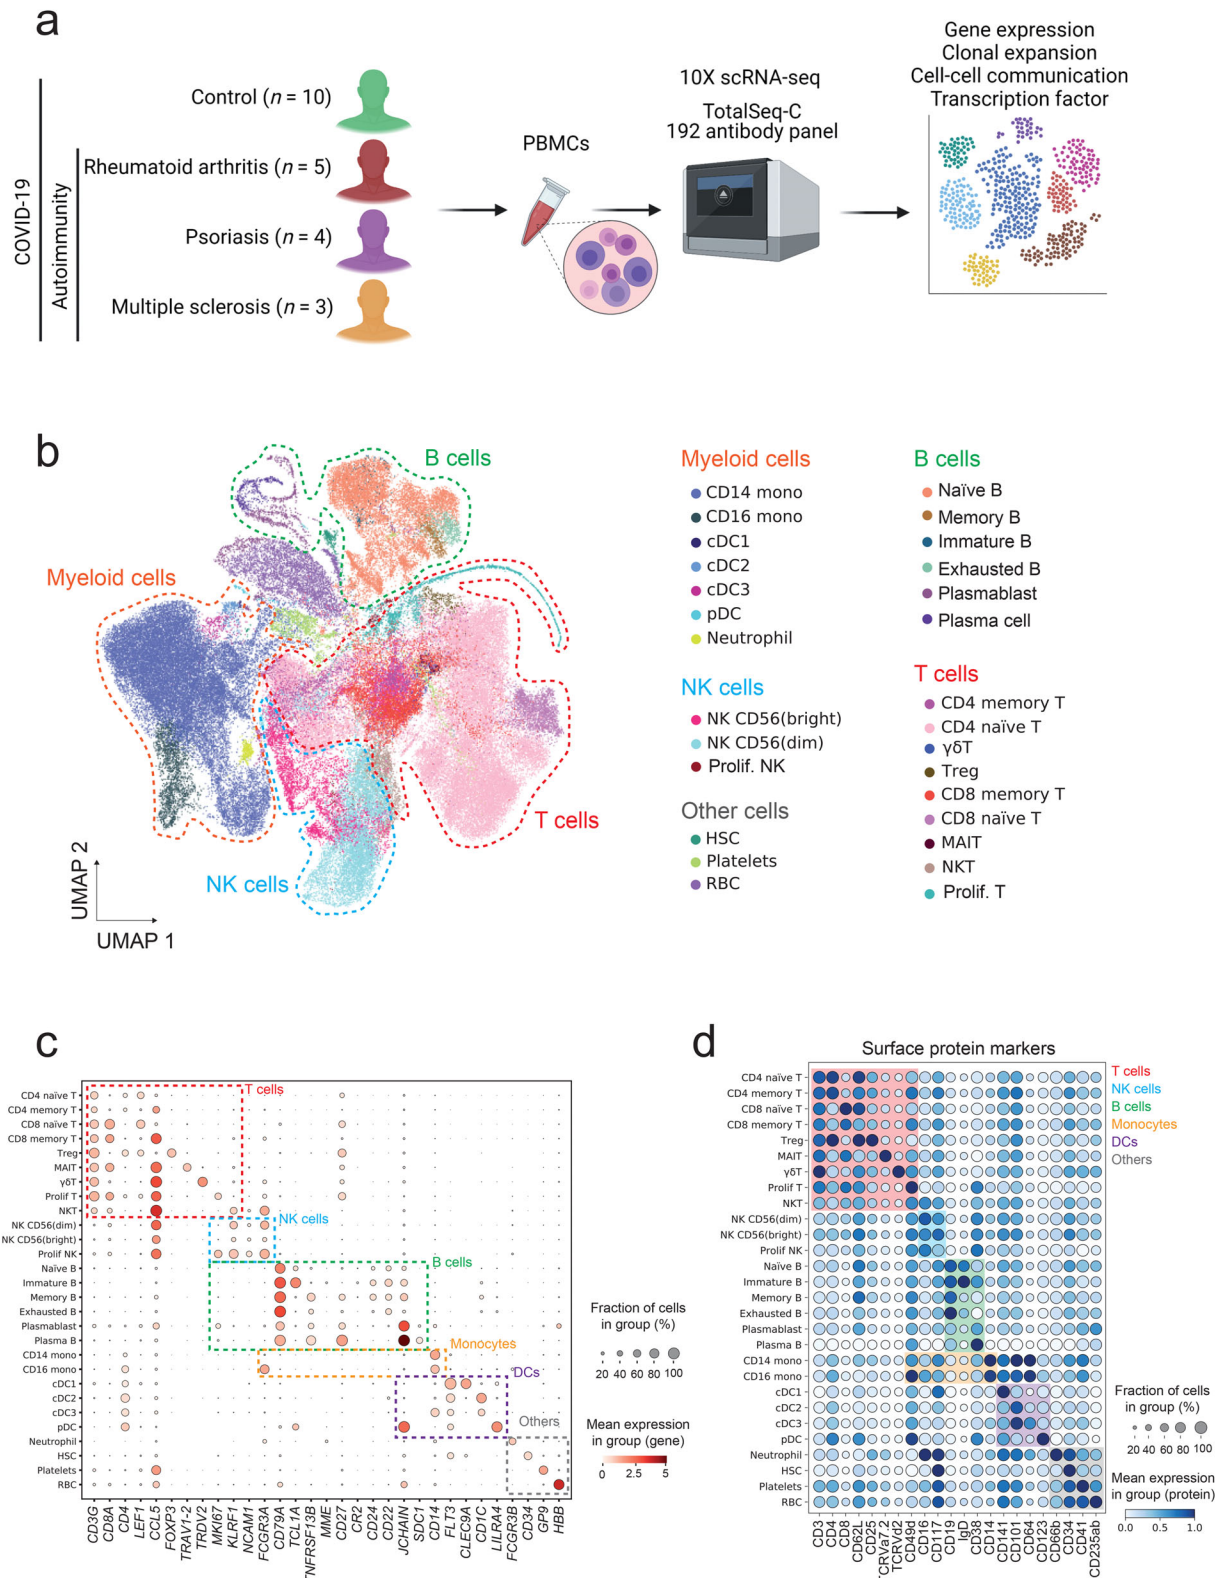 a
Control (n = 10)
Rheumatoid arthritis (n = 5)
Psoriasis (n = 4)
Multiple sclerosis (n = 3)
COVID-19
Autoimmunity
PBMCs
10X scRNA-seq
TotalSeq-C
192 antibody panel
Gene expression
Clonal expansion
Cell-cell communication
Transcription factor
b
B cells
Myeloid cells
T cells
NK cells
UMAP 2
UMAP 1
Myeloid cells
CD14 mono
CD16 mono
cDC1
cDC2
cDC3
pDC
Neutrophil
NK cells
NK CD56(bright)
NK CD56(dim)
Prolif. NK
Other cells
HSC
Platelets
RBC
B cells
Naïve B
Memory B
Immature B
Exhausted B
Plasmablast
Plasma cell
T cells
CD4 memory T
CD4 naïve T
γδT
Treg
CD8 memory T
CD8 naïve T
MAIT
NKT
Prolif. T
c
CD4 naïve T
CD4 memory T
CD8 naïve T
CD8 memory T
Treg
MAIT
γδT
Prolif T
NKT
NK CD56(dim)
NK CD56(bright)
Prolif NK
Naïve B
Immature B
Memory B
Exhausted B
Plasmablast
Plasma B
CD14 mono
CD16 mono
cDC1
cDC2
cDC3
pDC
Neutrophil
HSC
Platelets
RBC
T cells
NK cells
B cells
Monocytes
DCs
Others
CD3G
CD8A
CD4
LEF1
CCL5
FOXP3
TRAV1-2
TRDV2
MKI67
KLRF1
NCAM1
FCGR3A
CD79A
TCL1A
TNFRSF13B
MME
CD27
CR2
CD24
CD22
JCHAIN
SDC1
CD14
FLT3
CLEC9A
CD1C
LILRA4
FCGR3B
CD34
GP9
HBB
Fraction of cells
in group (%)
20 40 60 80 100
Mean expression
in group (gene)
0 2.5 5
d
Surface protein markers
CD4 naïve T
CD4 memory T
CD8 naïve T
CD8 memory T
Treg
MAIT
γδT
Prolif T
NKT
NK CD56(dim)
NK CD56(bright)
Prolif NK
Naïve B
Immature B
Memory B
Exhausted B
Plasmablast
Plasma B
CD14 mono
CD16 mono
cDC1
cDC2
cDC3
pDC
Neutrophil
HSC
Platelets
RBC
T cells
NK cells
B cells
Monocytes
DCs
Others
CD3
CD4
CD8
CD62L
CD25
TCRVa7.2
TCRVd2
CD49d
CD16
CD117
CD19
IgD
CD38
CD14
CD141
CD101
CD64
CD123
CD66b
CD34
CD41
CD235ab
Fraction of cells
in group (%)
20 40 60 80 100
Mean expression
in group (protein)
0.0 1.0